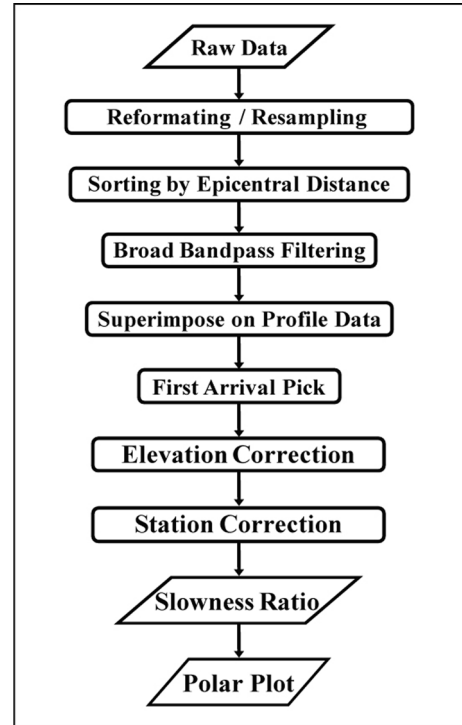 Raw Data
Reformating / Resampling
Sorting by Epicentral Distance
Broad Bandpass Filtering
Superimpose on Profile Data
First Arrival Pick
Elevation Correction
Station Correction
Slowness Ratio
Polar Plot